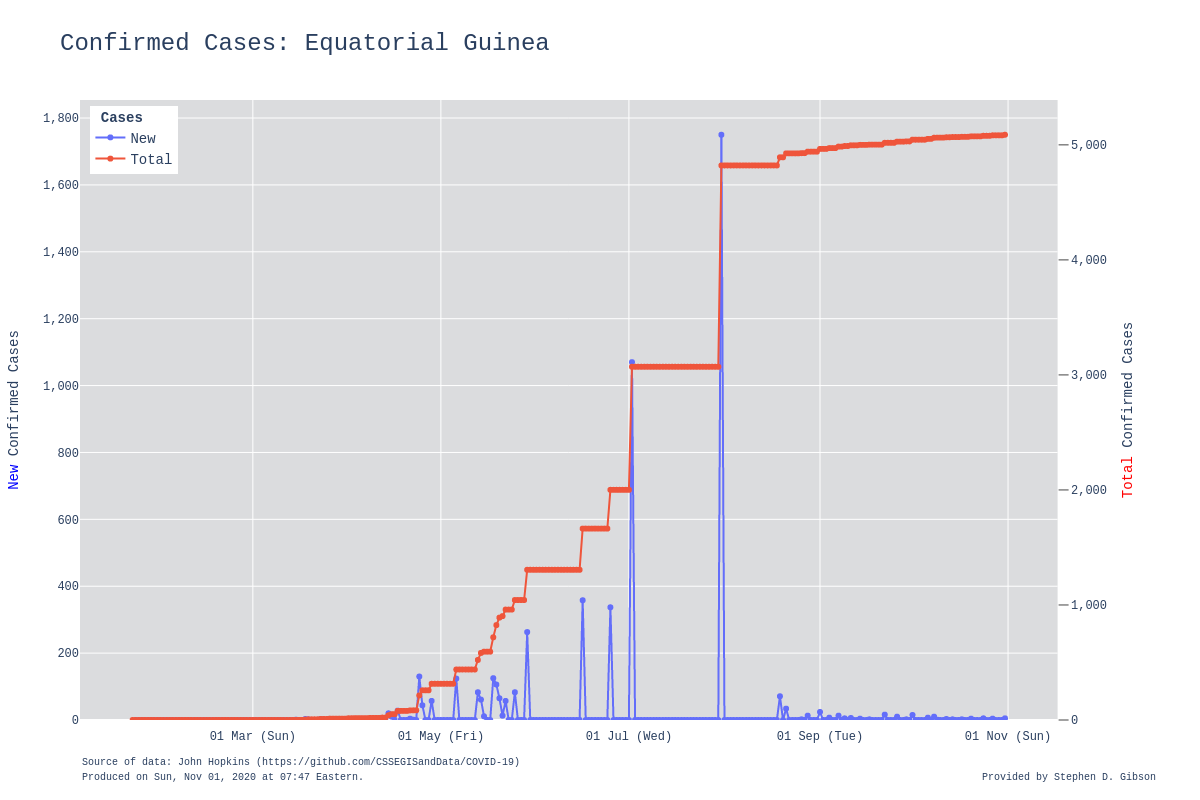 Confirmed Cases: Equatorial Guinea
Cases
New
Total
1,800
1,600
1,400
1,200
1,000
800
600
400
200
0
New Confirmed Cases
5,000
4,000
3,000
2,000
1,000
0
Total Confirmed Cases
01 Mar (Sun) 01 May (Fri) 01 Jul (Wed) 01 Sep (Tue) 01 Nov (Sun)
Source of data: John Hopkins (https://github.com/CSSEGISandData/COVID-19)
Produced on Sun, Nov 01, 2020 at 07:47 Eastern.
Provided by Stephen D. Gibson